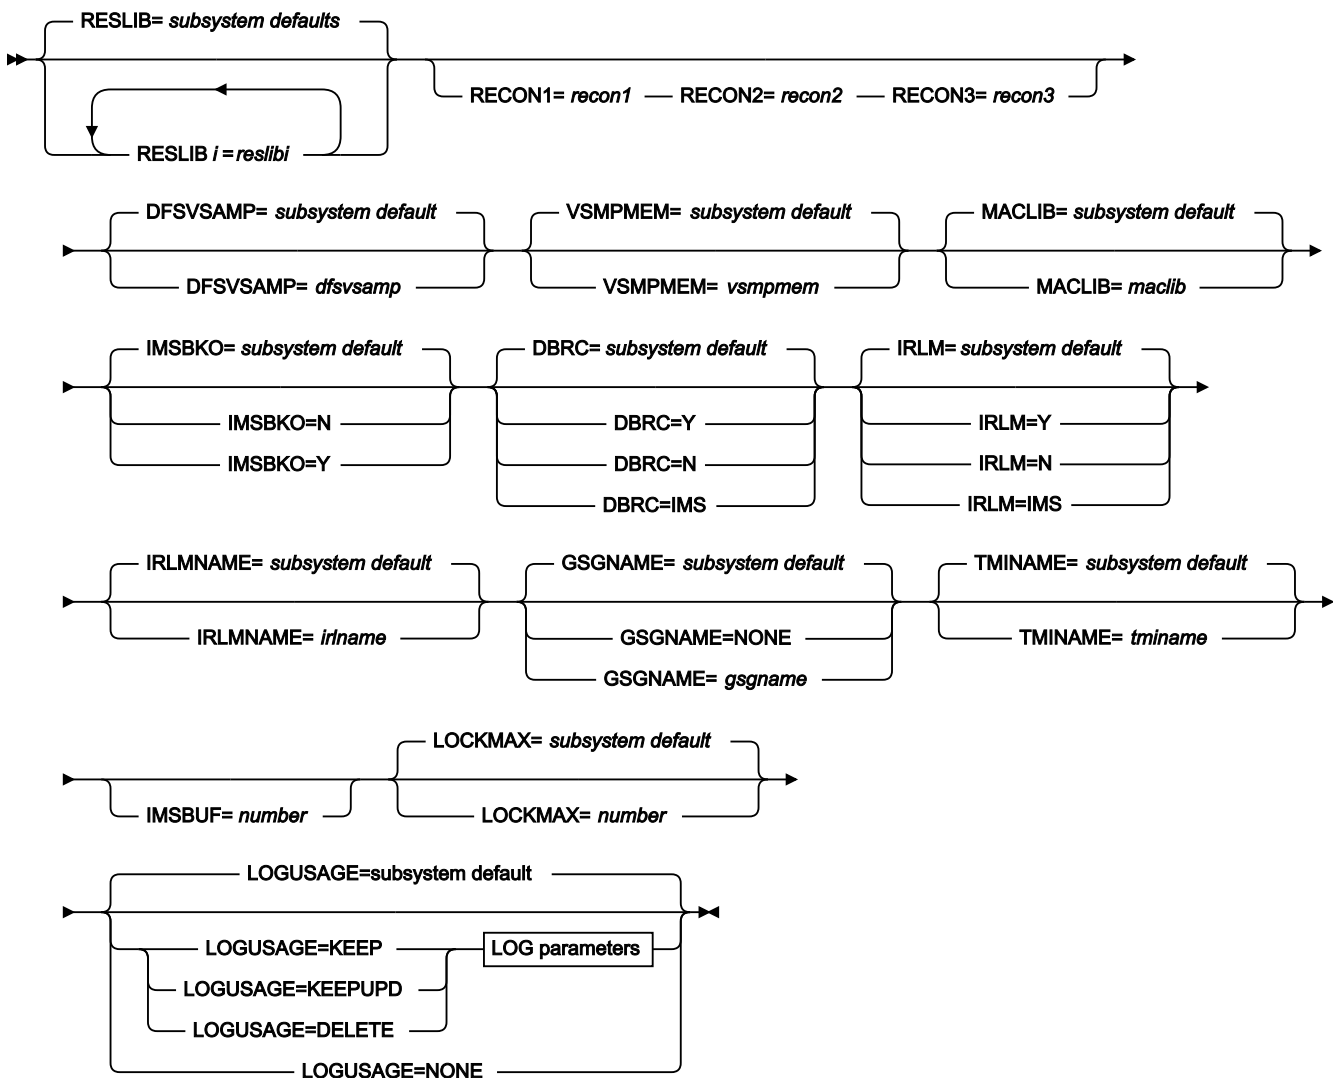 RESLIB= subsystem defaults
RECON1= recon1 RECON2= recon2 RECON3= recon3
RESLIB i =reslibi
DFSVSAMP= subsystem default VSMPMEM= subsystem default MACLIB= subsystem default
DFSVSAMP= dfsvsamp VSMPMEM= vsmpmem MACLIB= maclib
IMSBKO= subsystem default DBRC= subsystem default IRLM= subsystem default
IMSBKO=N DBRC=Y IRLM=Y
IMSBKO=Y DBRC=N IRLM=N
DBRC=IMS IRLM=IMS
IRLMNAME= subsystem default GSGNAME= subsystem default TMINAME= subsystem default
IRLMNAME= irlname GSGNAME=NONE TMINAME= tminame
GSGNAME= gsgname
LOCKMAX= subsystem default
IMSBUF= number LOCKMAX= number
LOGUSAGE=subsystem default
LOGUSAGE=KEEP LOG parameters
LOGUSAGE=KEEPUPD
LOGUSAGE=DELETE
LOGUSAGE=NONE